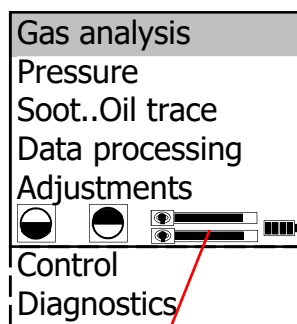 Gas analysis
Pressure
Soot..Oil trace
Data processing
Adjustments
Control
Diagnostics